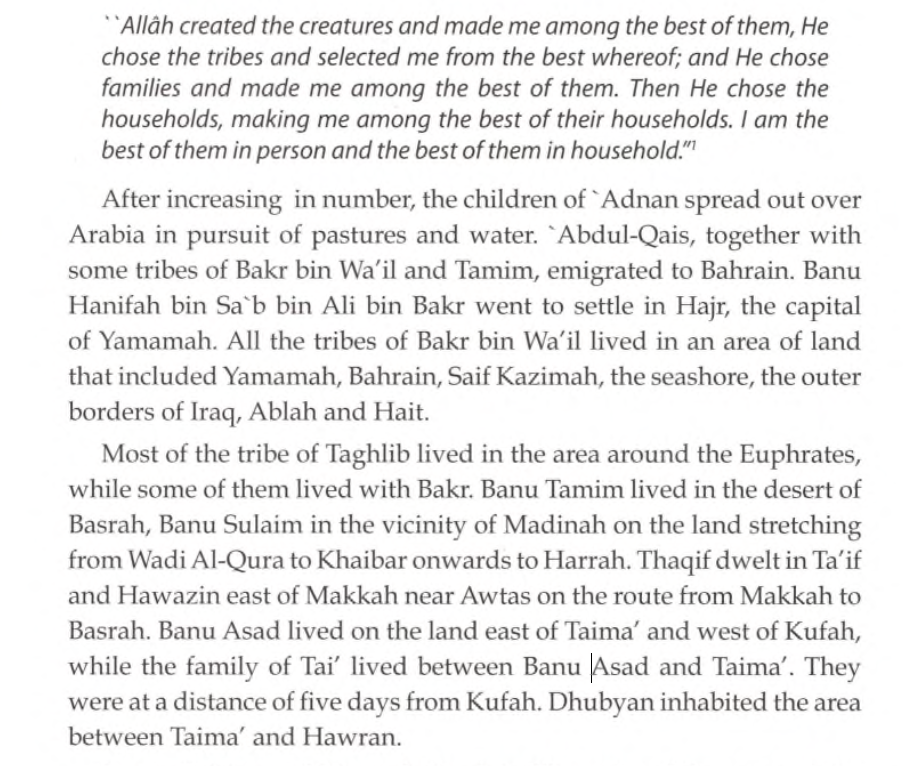 ``Allâh created the creatures and made me among the best of them, He
chose the tribes and selected me from the best whereof; and He chose
families and made me among the best of them. Then He chose the
households, making me among the best of their households. I am the
best of them in person and the best of them in household."¹
After increasing in number, the children of `Adnan spread out over
Arabia in pursuit of pastures and water. `Abdul-Qais, together with
some tribes of Bakr bin Wa'il and Tamim, emigrated to Bahrain. Banu
Hanifah bin Sa`b bin Ali bin Bakr went to settle in Hajr, the capital
of Yamamah. All the tribes of Bakr bin Wa'il lived in an area of land
that included Yamamah, Bahrain, Saif Kazimah, the seashore, the outer
borders of Iraq, Ablah and Hait.
Most of the tribe of Taghlib lived in the area around the Euphrates,
while some of them lived with Bakr. Banu Tamim lived in the desert of
Basrah, Banu Sulaim in the vicinity of Madinah on the land stretching
from Wadi Al-Qura to Khaibar onwards to Harrah. Thaqif dwelt in Ta'if
and Hawazin east of Makkah near Awtas on the route from Makkah to
Basrah. Banu Asad lived on the land east of Taima' and west of Kufah,
while the family of Tai' lived between Banu Asad and Taima'. They
were at a distance of five days from Kufah. Dhubyan inhabited the area
between Taima' and Hawran.